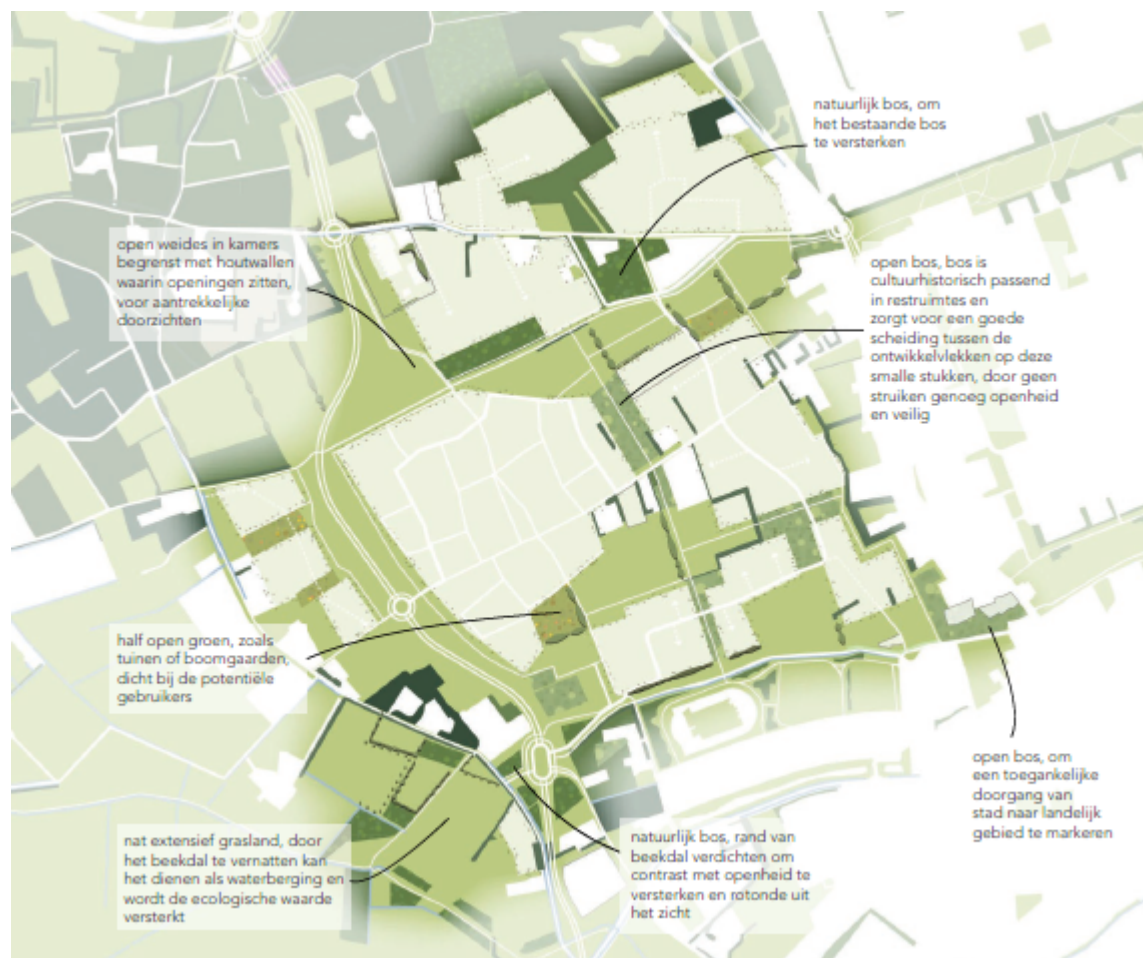 natuurlijk bos, om
het bestaande bos
te versterken
open weides in kamers
begrenst met houtwallen
waarin openingen zitten,
voor aantrekkelijke
doorzichten
open bos, bos is
cultuurhistorisch passend
in restruimtes en
zorgt voor een goede
scheiding tussen de
ontwikkelvlekken op deze
smalle stukken, door geen
struiken genoeg openheid
en veilig
half open groen, zoals
tuinen of boomgaarden,
dicht bij de potentiële
gebruikers
open bos, om
een toegankelijke
doorgang van
stad naar landelijk
gebied te markeren
nat extensief grasland, door
het beekdal te vernatten kan
het dienen als waterberging en
wordt de ecologische waarde
versterkt
natuurlijk bos, rand van
beekdal verdichten om
contrast met openheid te
versterken en rotonde uit
het zicht